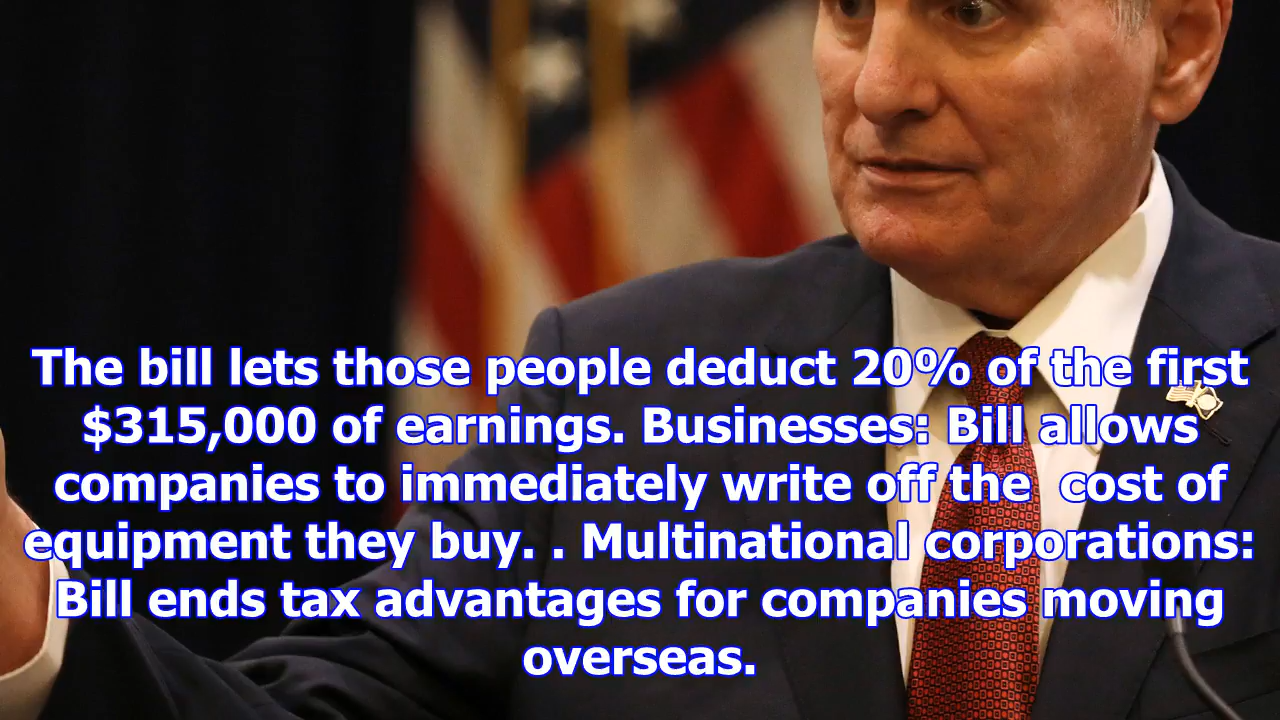 The bill lets those people deduct 20% of the first
$315,000 of earnings. Businesses: Bill allows
companies to immediately write off the  cost of
equipment they buy. . Multinational corporations:
Bill ends tax advantages for companies moving
overseas.